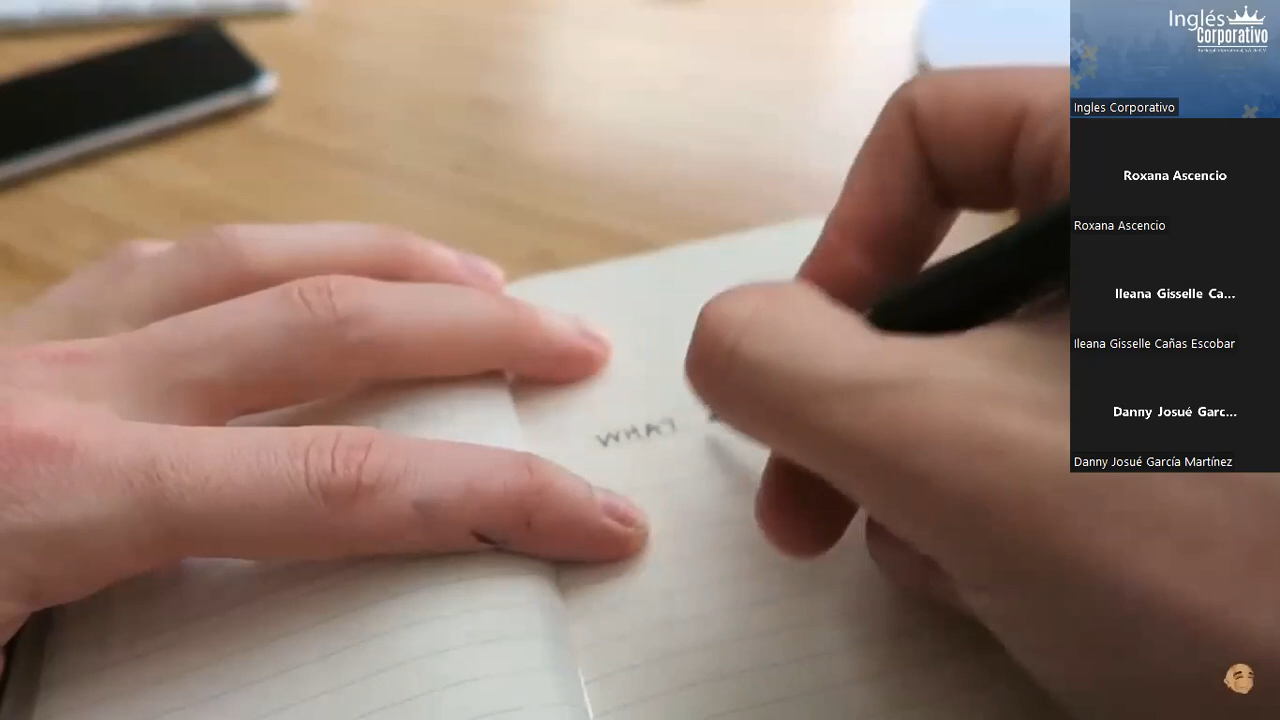 Inglés
Corporativo
Ingles Corporativo
Roxana Ascencio
Roxana Ascencio
Ileana Gisselle Ca...
Ileana Gisselle Cañas Escobar
Danny Josué Garc...
Danny Josué García Martínez
WHAT